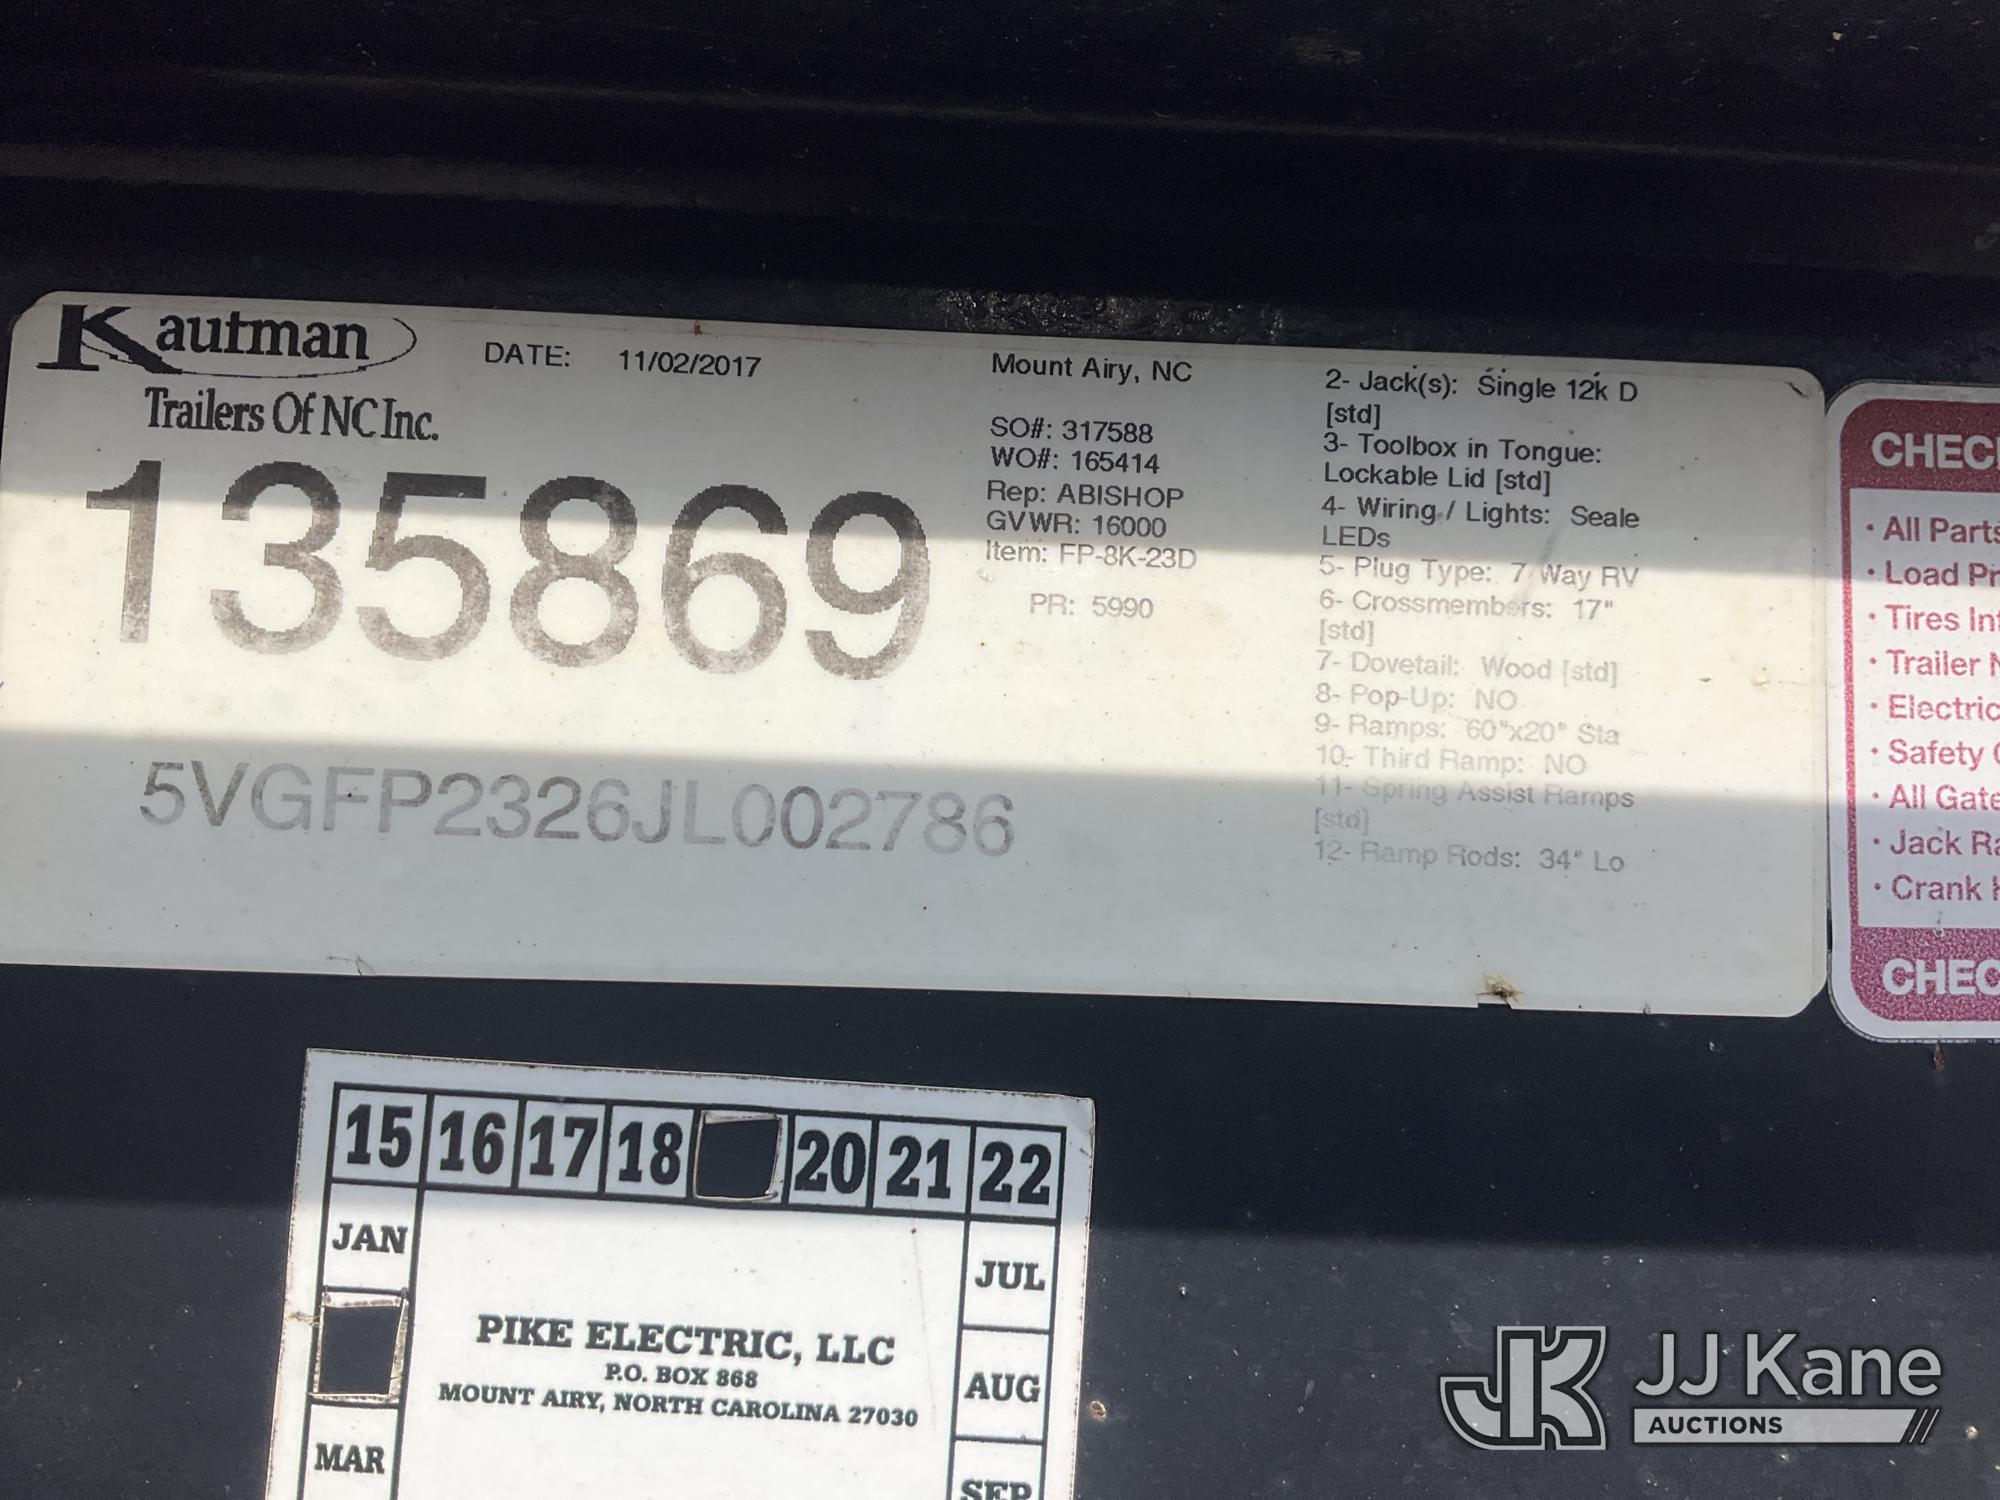 Kautman
Trailers Of NC Inc.
DATE: 11/02/2017
135869
5VGFP2326JL002786
Mount Airy, NC
SO#: 317588
WO#: 165414
Rep: ABISHOP
GVWR: 16000
Item: FP-8K-23D
PR: 5990
2- Jack(s): Single 12k D
[std]
3- Toolbox in Tongue:
Lockable Lid [std]
4- Wiring / Lights: Seale
LEDs
5- Plug Type: 7 Way RV
6- Crossmembers: 17"
[std]
7- Dovetail: Wood [std]
8- Pop-Up: NO
9- Ramps: 60"x20" Sta
10- Third Ramp: NO
11- Spring Assist Ramps
[std]
12- Ramp Rods: 34" Lo
CHEC
· All Parts
· Load Pr
· Tires Inf
· Trailer N
· Electric
· Safety C
· All Gate
· Jack Ra
· Crank H
CHEC
15 16 17 18 20 21 22
JAN
MAR
JUL
AUG
SEP
PIKE ELECTRIC, LLC
P.O. BOX 868
MOUNT AIRY, NORTH CAROLINA 27030
JK JJ Kane
AUCTIONS